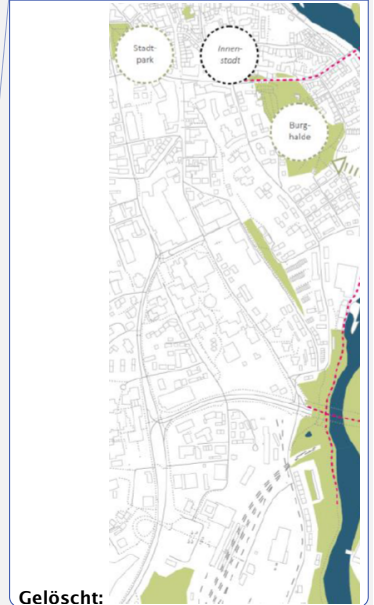 Stadt-
park
Innen-
stadt
Burg-
halde
Gelöscht: